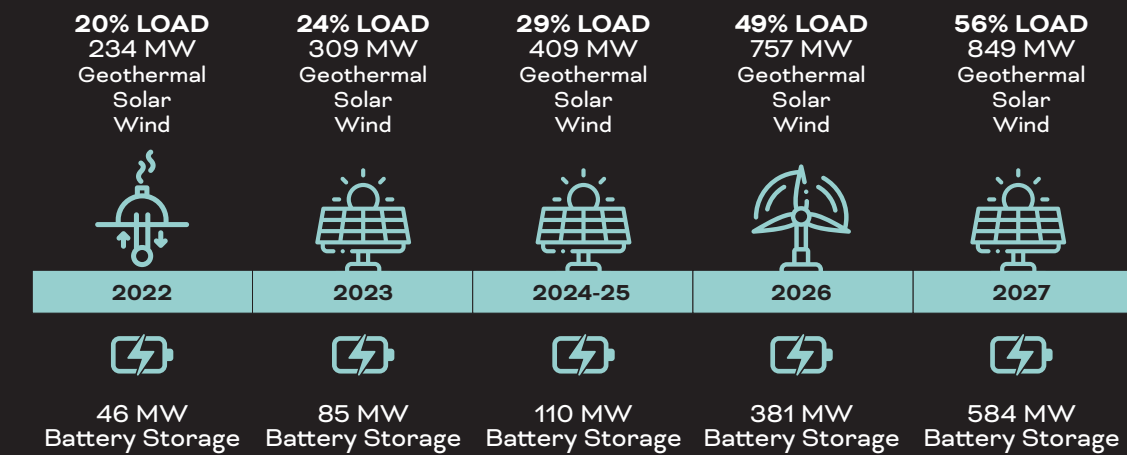 20% LOAD
234 MW
Geothermal
Solar
Wind
24% LOAD
309 MW
Geothermal
Solar
Wind
29% LOAD
409 MW
Geothermal
Solar
Wind
49% LOAD
757 MW
Geothermal
Solar
Wind
56% LOAD
849 MW
Geothermal
Solar
Wind
2022
2023
2024-25
2026
2027
46 MW
Battery Storage
85 MW
Battery Storage
110 MW
Battery Storage
381 MW
Battery Storage
584 MW
Battery Storage